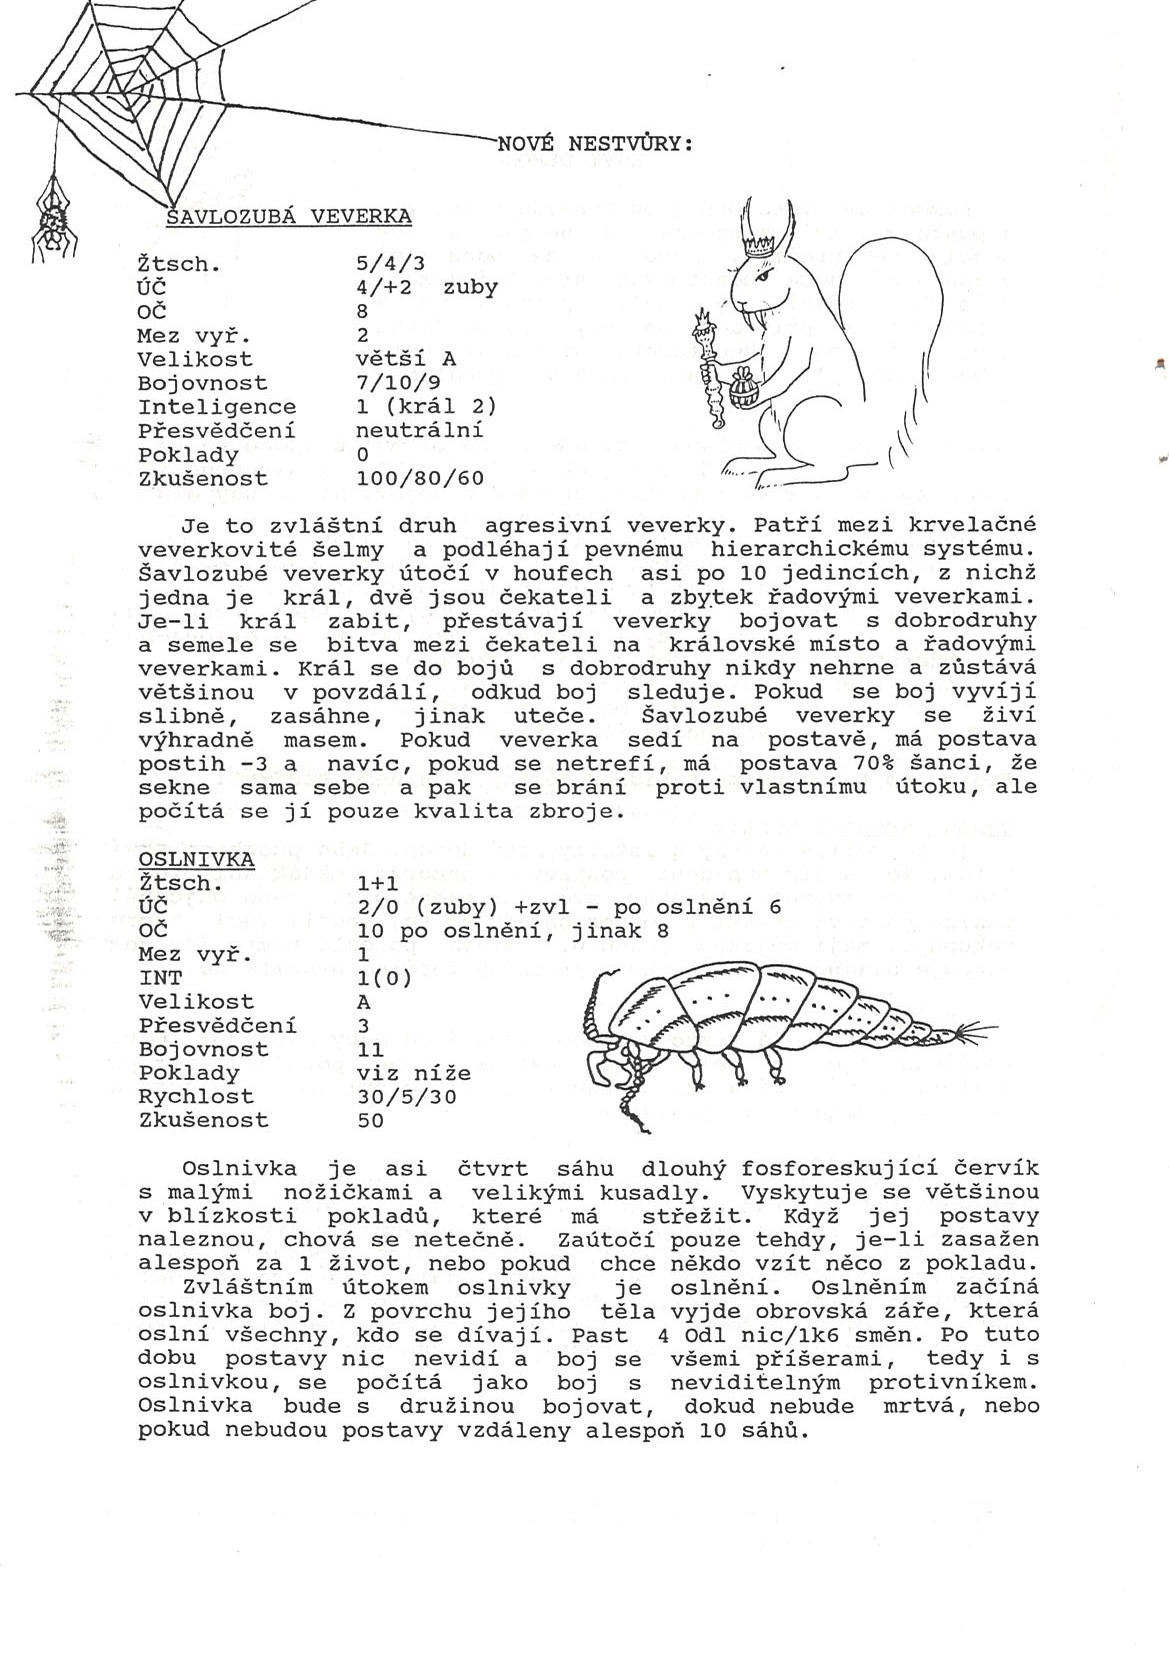 NOVÉ NESTVŮRY:
ŠAVLOZUBÁ VEVERKA
Žtsch. 5/4/3
ÚČ 4/+2 zuby
OČ 8
Mez vyř. 2
Velikost větší A
Bojovnost 7/10/9
Inteligence 1 (král 2)
Přesvědčení neutrální
Poklady 0
Zkušenost 100/80/60
Je to zvláštní druh agresivní veverky. Patří mezi krvelačné
veverkovité šelmy a podléhají pevnému hierarchickému systému.
Šavlozubé veverky útočí v houfech asi po 10 jedincích, z nichž
jedna je král, dvě jsou čekateli a zbytek řadovými veverkami.
Je-li král zabit, přestávají veverky bojovat s dobrodruhy
a semele se bitva mezi čekateli na královské místo a řadovými
veverkami. Král se do bojů s dobrodruhy nikdy nehrne a zůstává
většinou v povzdálí, odkud boj sleduje. Pokud se boj vyvíjí
slibně, zasáhne, jinak uteče. Šavlozubé veverky se živí
výhradně masem. Pokud veverka sedí na postavě, má postava
postih -3 a navíc, pokud se netrefí, má postava 70% šanci, že
sekne sama sebe a pak se brání proti vlastnímu útoku, ale
počítá se jí pouze kvalita zbroje.
OSLNIVKA
Žtsch. 1+1
ÚČ 2/0 (zuby) +zvl - po oslnění 6
OČ 10 po oslnění, jinak 8
Mez vyř. 1
INT 1(0)
Velikost A
Přesvědčení 3
Bojovnost 11
Poklady viz níže
Rychlost 30/5/30
Zkušenost 50
Oslnivka je asi čtvrt sáhu dlouhý fosforeskující červík
s malými nožičkami a velikými kusadly. Vyskytuje se většinou
v blízkosti pokladů, které má střežit. Když jej postavy
naleznou, chová se netečně. Zaútočí pouze tehdy, je-li zasažen
alespoň za 1 život, nebo pokud chce někdo vzít něco z pokladu.
Zvláštním útokem oslnivky je oslnění. Oslněním začíná
oslnivka boj. Z povrchu jejího těla vyjde obrovská záře, která
oslní všechny, kdo se dívají. Past 4 Odl nic/1k6 směn. Po tuto
dobu postavy nic nevidí a boj se všemi příšerami, tedy i s
oslnivkou, se počítá jako boj s neviditelným protivníkem.
Oslnivka bude s družinou bojovat, dokud nebude mrtvá, nebo
pokud nebudou postavy vzdáleny alespoň 10 sáhů.